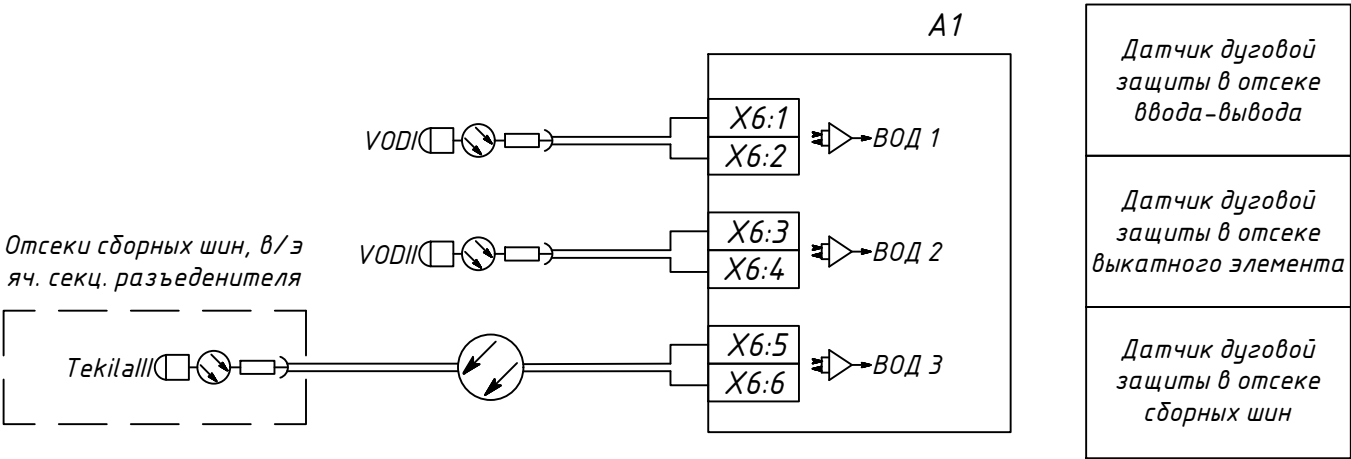 A1
VODI
X6:1
X6:2
ВОД 1
VODII
X6:3
X6:4
ВОД 2
Отсеки сборных шин, в/э
яч. секц. разъеденителя
TekilaIII
X6:5
X6:6
ВОД 3
Датчик дуговой
защиты в отсеке
ввода-вывода
Датчик дуговой
защиты в отсеке
выкатного элемента
Датчик дуговой
защиты в отсеке
сборных шин